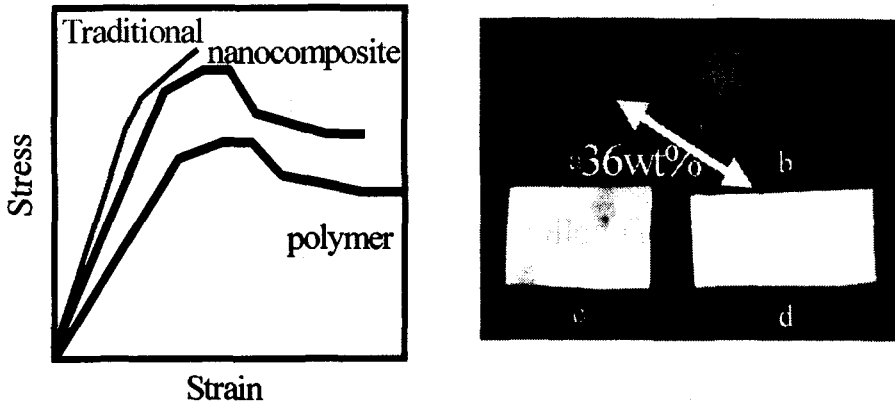 Traditional
nanocomposite
polymer
Stress
Strain
a
36wt%
b
c
d